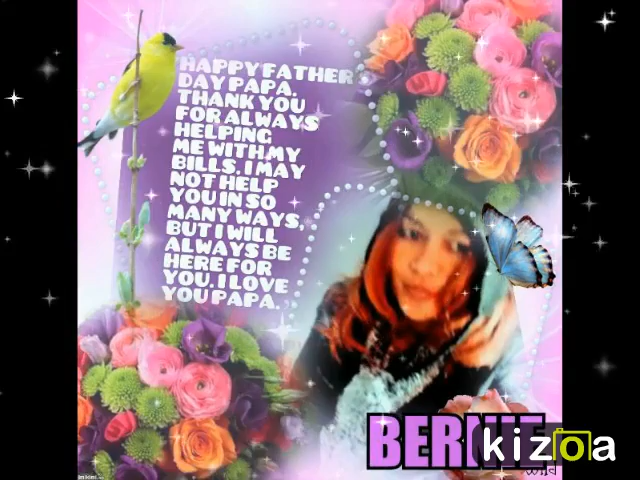 HAPPY FATHER
DAY PAPA.
THANK YOU
FOR ALWAYS
HELPING
ME WITH MY
BILLS. I MAY
NOT HELP
YOU IN SO
MANY WAYS,
BUT I WILL
ALWAYS BE
HERE FOR
YOU. I LOVE
YOU PAPA.
BERNIE
kizoa